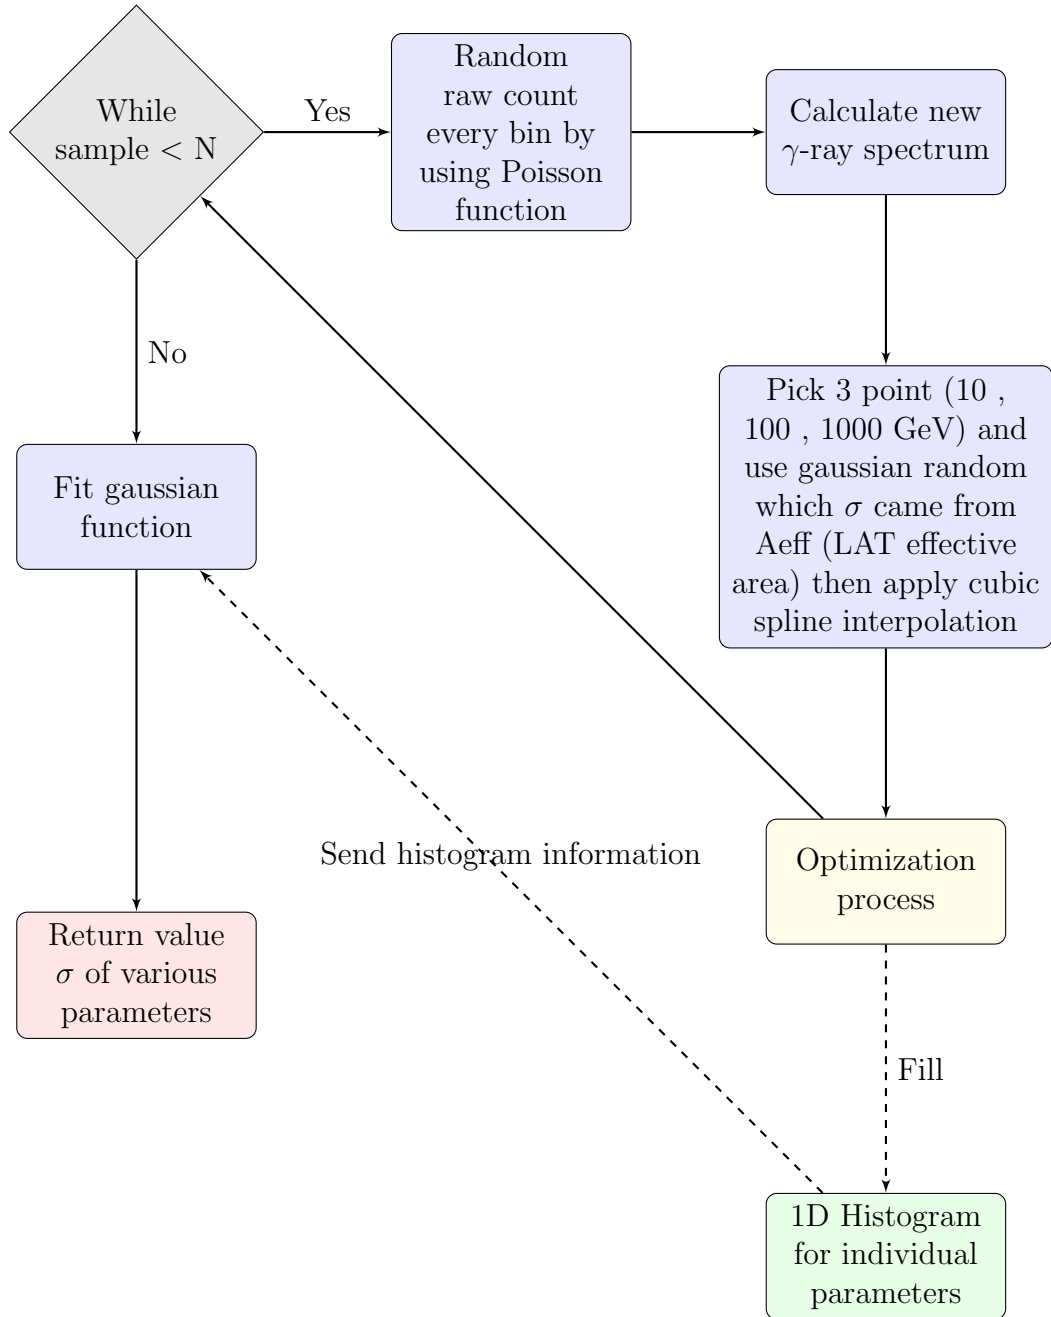 While
sample < N
Yes
Random
raw count
every bin by
using Poisson
function
Calculate new
γ-ray spectrum
No
Pick 3 point (10 ,
100 , 1000 GeV) and
use gaussian random
which σ came from
Aeff (LAT effective
area) then apply cubic
spline interpolation
Fit gaussian
function
Send histogram information
Optimization
process
Return value
σ of various
parameters
Fill
1D Histogram
for individual
parameters